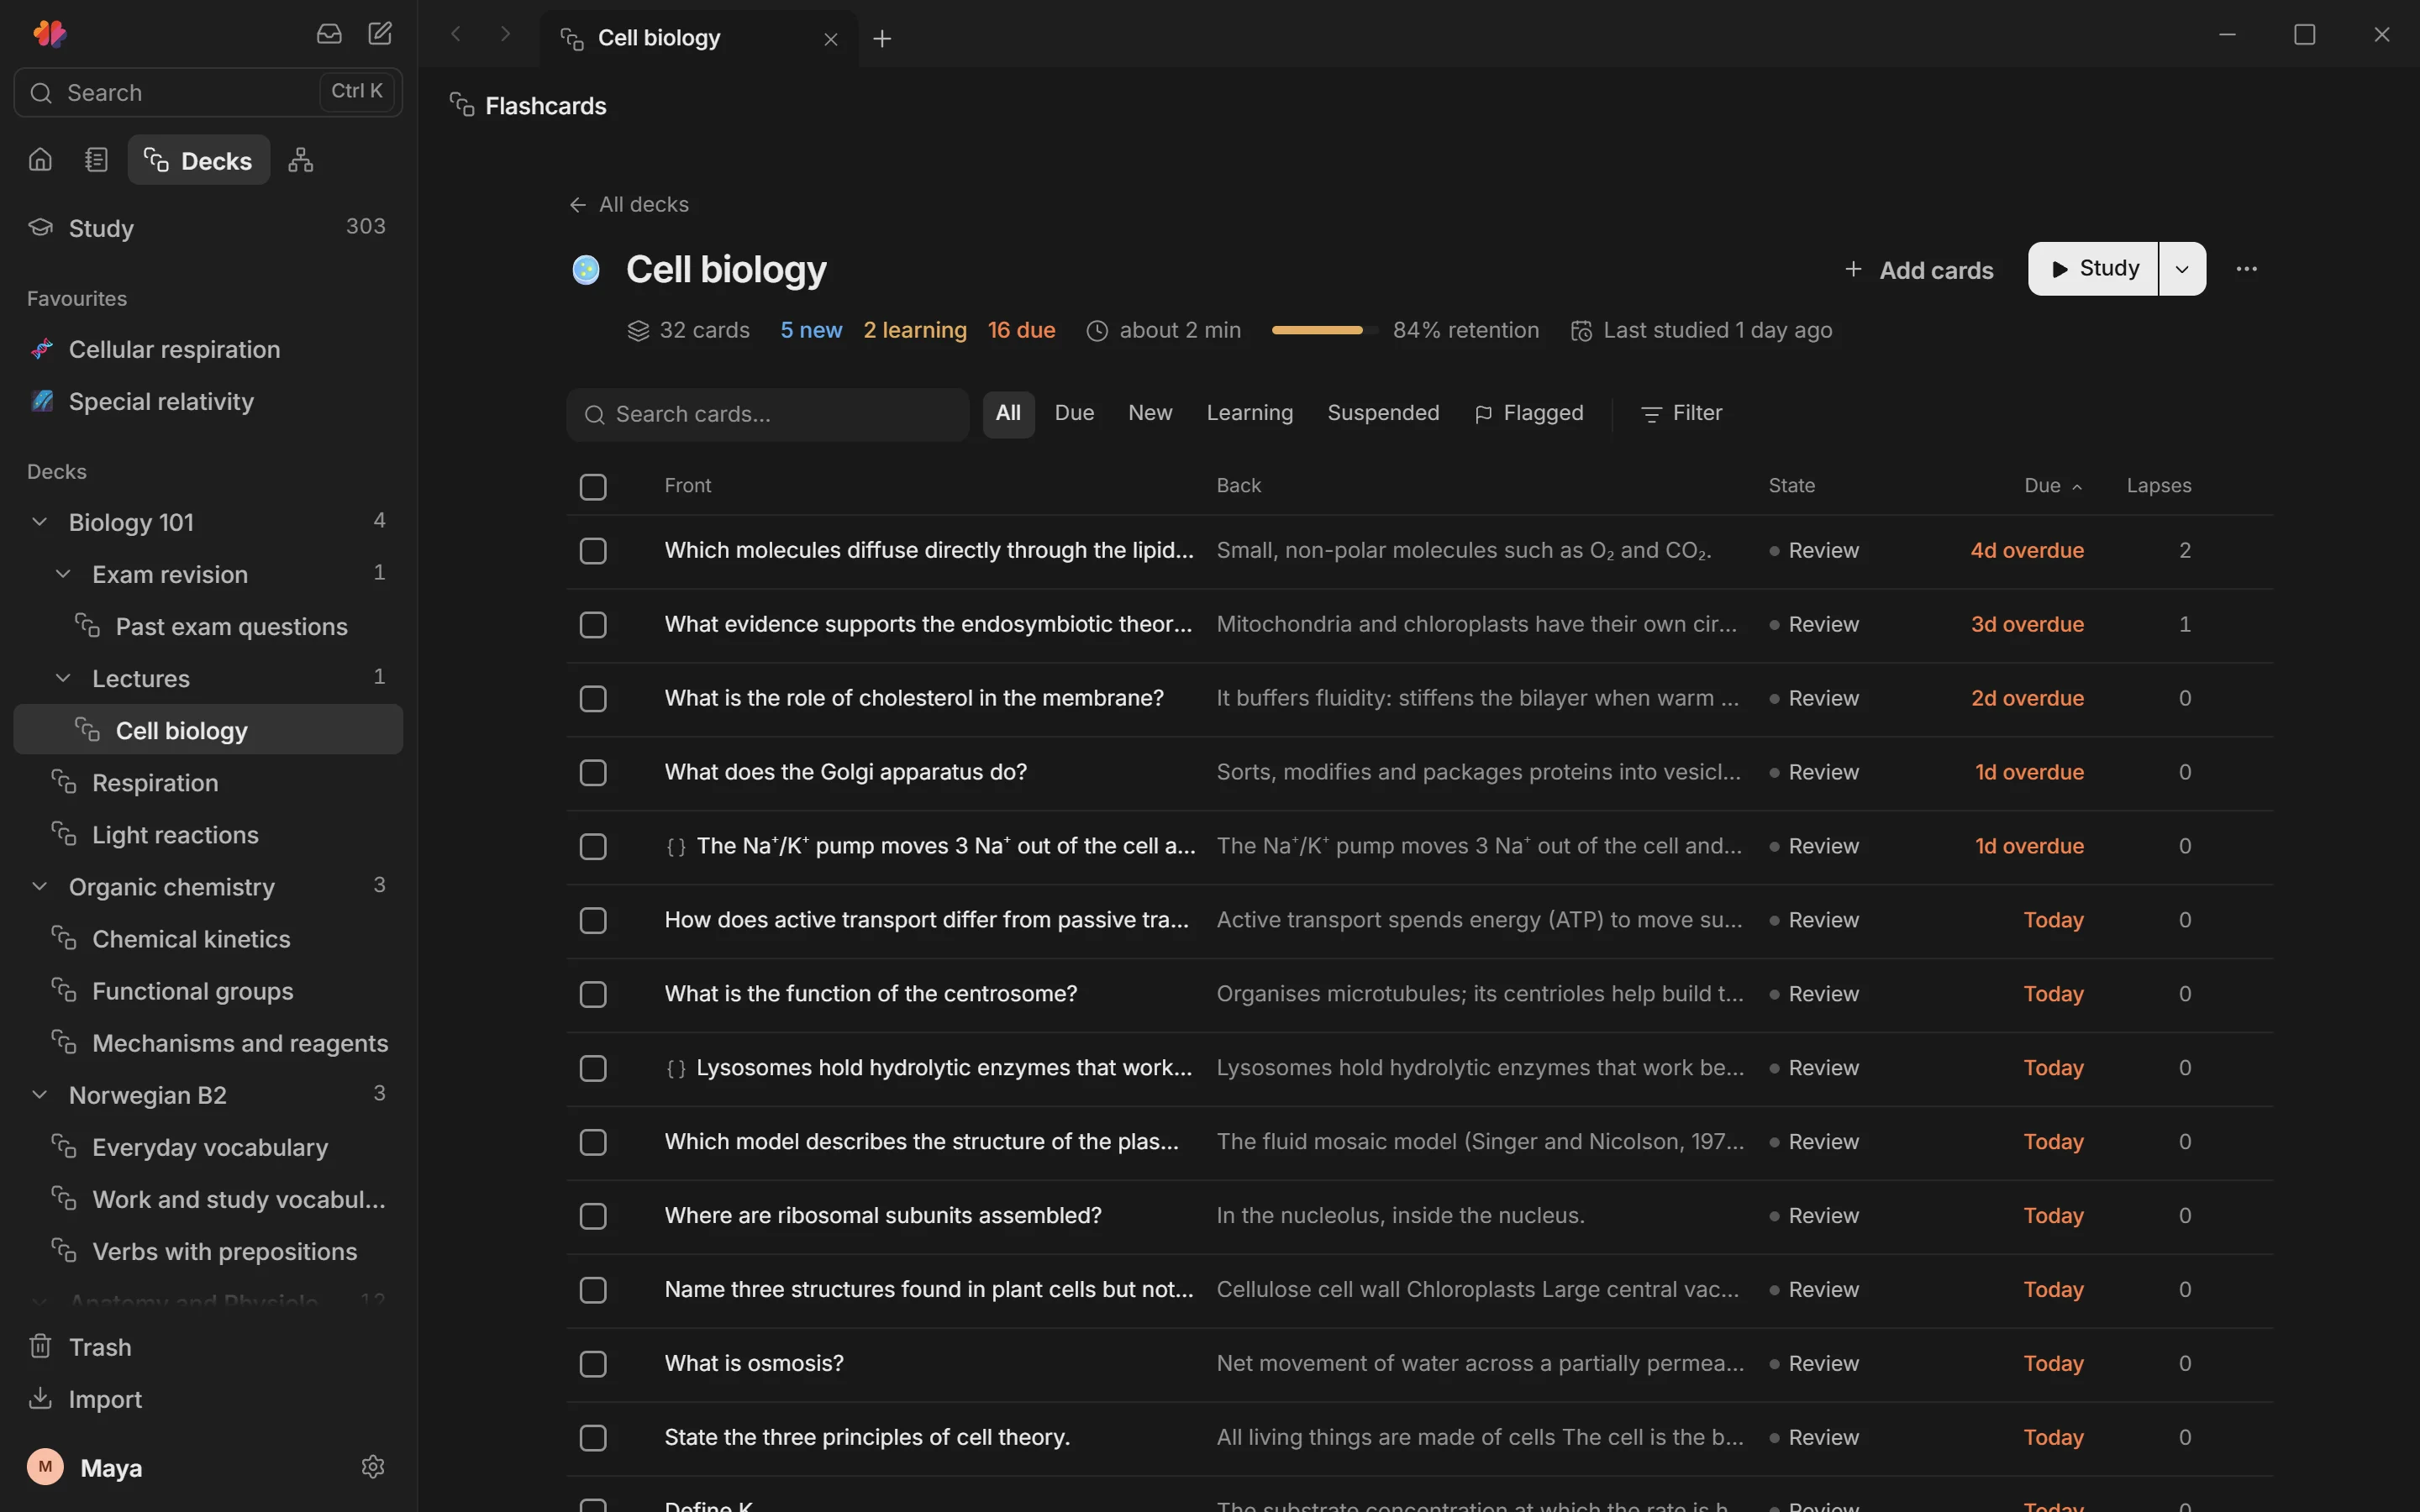 Cell biology
Search
Ctrl K
Flashcards
Decks
Study 303
Favourites
Cellular respiration
Special relativity
Decks
Biology 101 4
Exam revision 1
Past exam questions
Lectures 1
Cell biology
Respiration
Light reactions
Organic chemistry 3
Chemical kinetics
Functional groups
Mechanisms and reagents
Norwegian B2 3
Everyday vocabulary
Work and study vocabul...
Verbs with prepositions
Anatomy and Physiolo 12
Trash
Import
M Maya
All decks
Cell biology
Add cards
Study
32 cards 5 new 2 learning 16 due about 2 min 84% retention Last studied 1 day ago
Search cards...
All Due New Learning Suspended Flagged Filter
Front Back State Due Lapses
Which molecules diffuse directly through the lipid... Small, non-polar molecules such as O₂ and CO₂. Review 4d overdue 2
What evidence supports the endosymbiotic theor... Mitochondria and chloroplasts have their own cir... Review 3d overdue 1
What is the role of cholesterol in the membrane? It buffers fluidity: stiffens the bilayer when warm ... Review 2d overdue 0
What does the Golgi apparatus do? Sorts, modifies and packages proteins into vesicl... Review 1d overdue 0
{ } The Na⁺/K⁺ pump moves 3 Na⁺ out of the cell a... The Na⁺/K⁺ pump moves 3 Na⁺ out of the cell and... Review 1d overdue 0
How does active transport differ from passive tra... Active transport spends energy (ATP) to move su... Review Today 0
What is the function of the centrosome? Organises microtubules; its centrioles help build t... Review Today 0
{ } Lysosomes hold hydrolytic enzymes that work... Lysosomes hold hydrolytic enzymes that work be... Review Today 0
Which model describes the structure of the plas... The fluid mosaic model (Singer and Nicolson, 197... Review Today 0
Where are ribosomal subunits assembled? In the nucleolus, inside the nucleus. Review Today 0
Name three structures found in plant cells but not... Cellulose cell wall Chloroplasts Large central vac... Review Today 0
What is osmosis? Net movement of water across a partially permea... Review Today 0
State the three principles of cell theory. All living things are made of cells The cell is the b... Review Today 0
Define K The substrate concentration at which the rate is h Review Today 0